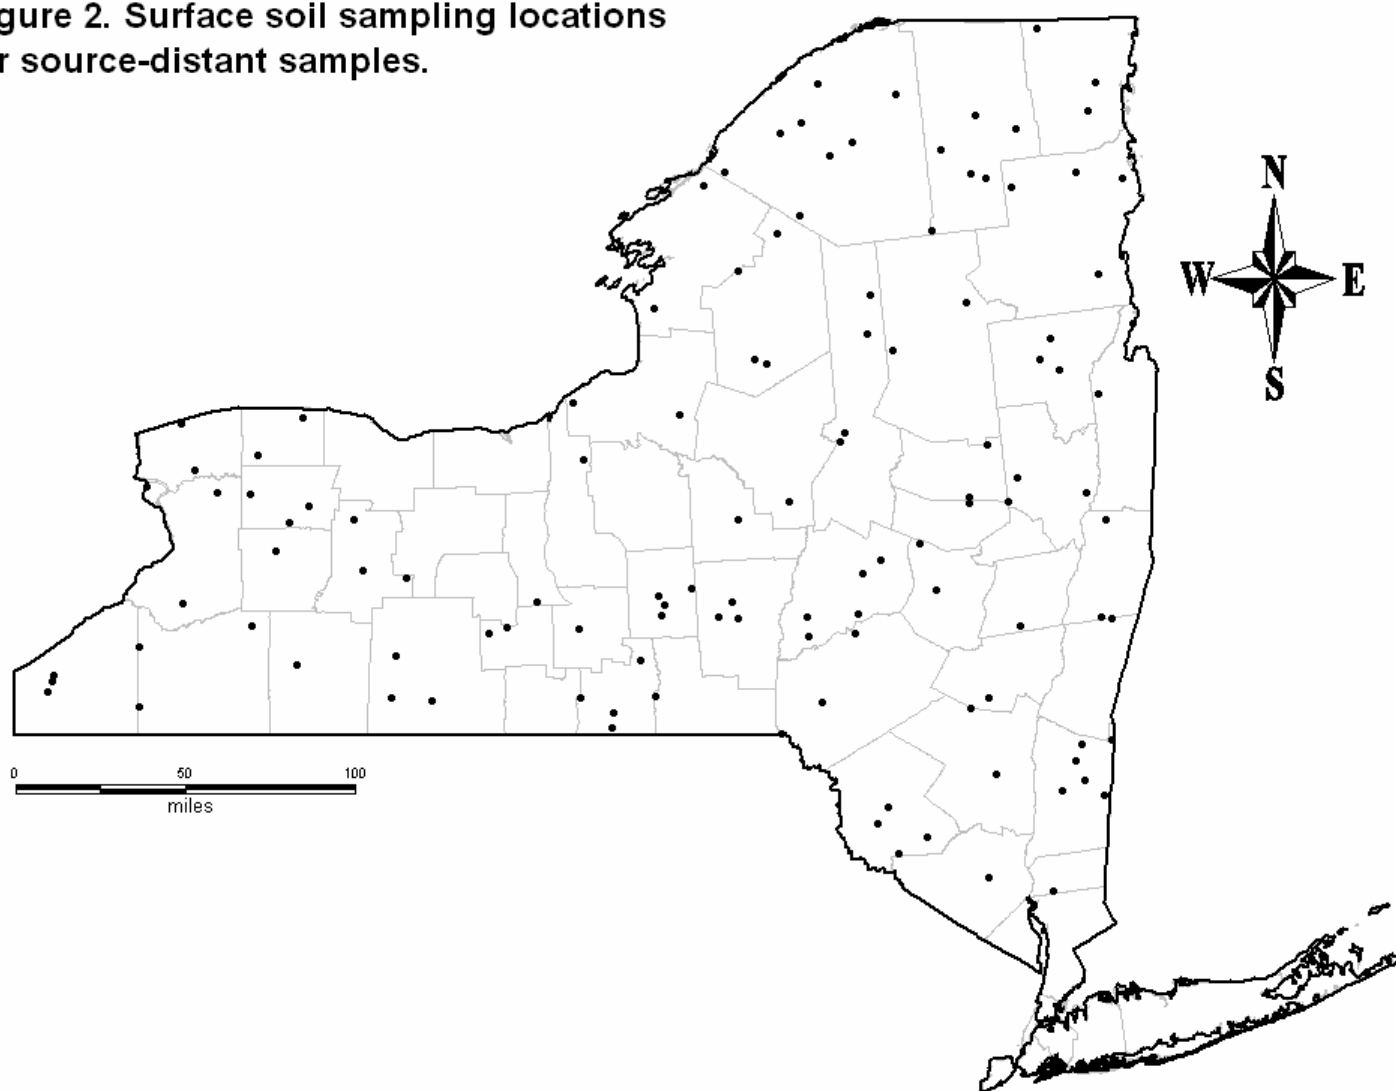 gure 2. Surface soil sampling locations
r source-distant samples.
N
W E
S
0 50 100
miles